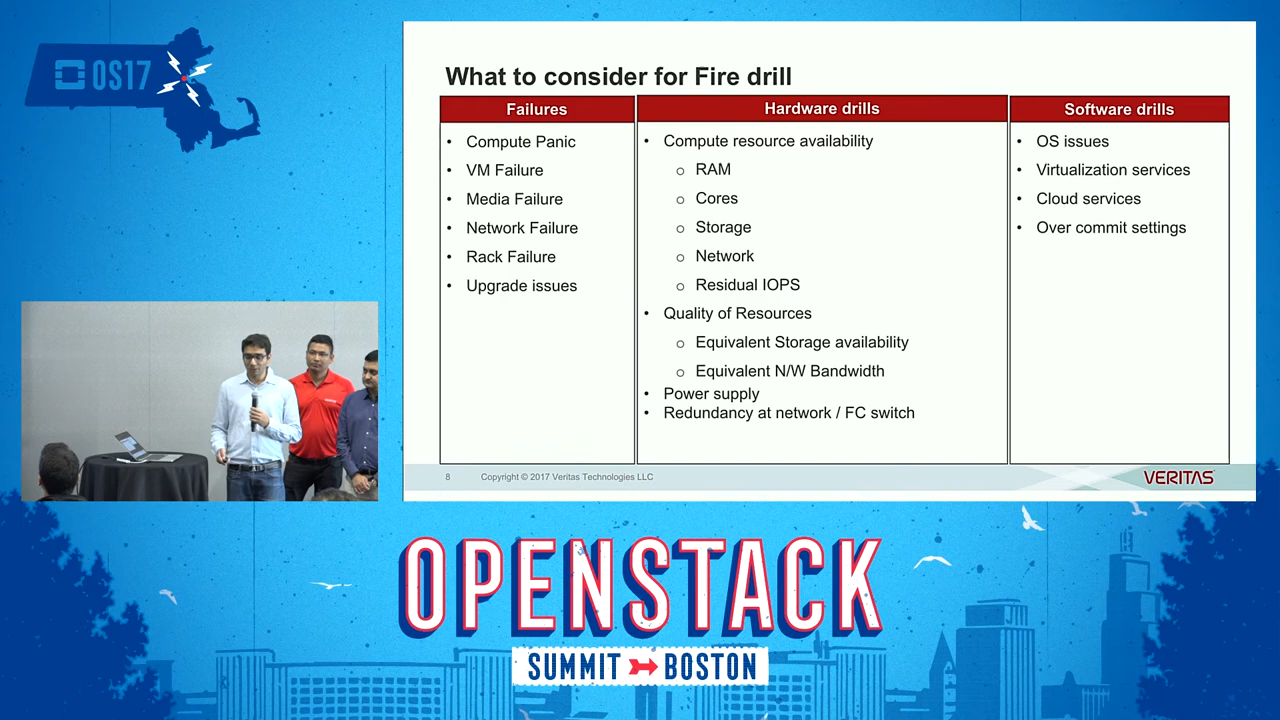 OS17
What to consider for Fire drill
Failures
• Compute Panic
• VM Failure
• Media Failure
• Network Failure
• Rack Failure
• Upgrade issues
Hardware drills
• Compute resource availability
o RAM
o Cores
o Storage
o Network
o Residual IOPS
• Quality of Resources
o Equivalent Storage availability
o Equivalent N/W Bandwidth
• Power supply
• Redundancy at network / FC switch
Software drills
• OS issues
• Virtualization services
• Cloud services
• Over commit settings
8 Copyright © 2017 Veritas Technologies LLC
VERITAS
OPENSTACK
SUMMIT BOSTON